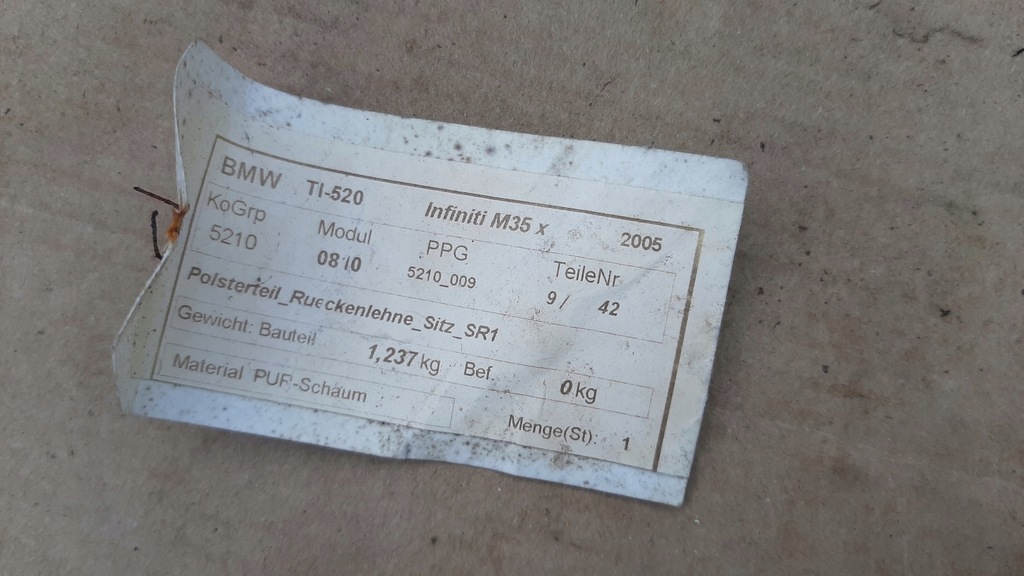 BMW TI-520 Infiniti M35 x 2005
KoGrp Modul PPG TeileNr
5210 0810 5210_009 9 / 42
Polsterteil_Rueckenlehne_Sitz_SR1
Gewicht: Bauteil 1,237 kg Bef 0 kg
Material PUR-Schaum Menge(St): 1